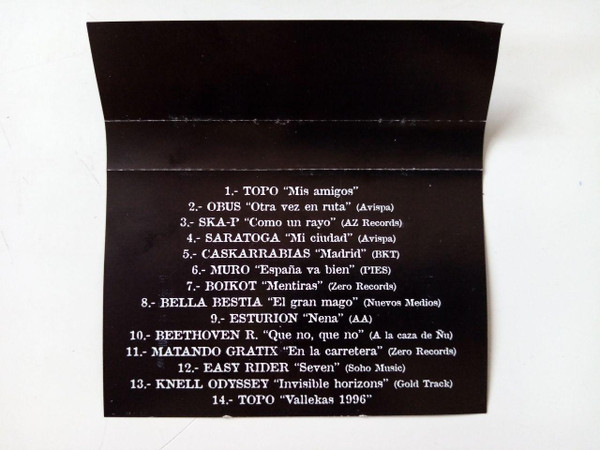 1.- TOPO "Mis amigos"
2.- OBUS "Otra vez en ruta" (Avispa)
3.- SKA-P "Como un rayo" (AZ Records)
4.- SARATOGA "Mi ciudad" (Avispa)
5.- CASKARRABIAS "Madrid" (BKT)
6.- MURO "España va bien" (PIES)
7.- BOIKOT "Mentiras" (Zero Records)
8.- BELLA BESTIA "El gran mago" (Nuevos Medios)
9.- ESTURION "Nena" (AA)
10.- BEETHOVEN R. "Que no, que no" (A la caza de Ñu)
11.- MATANDO GRATIX "En la carretera" (Zero Records)
12.- EASY RIDER "Seven" (Soho Music)
13.- KNELL ODYSSEY "Invisible horizons" (Gold Track)
14.- TOPO "Vallekas 1996"